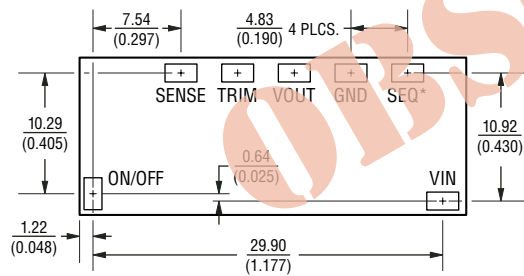 7.54
(0.297)
4.83
(0.190)
4 PLCS.
SENSE TRIM VOUT GND SEQ*
10.29
(0.405)
10.92
(0.430)
ON/OFF
0.64
(0.025)
VIN
1.22
(0.048)
29.90
(1.177)
OBS